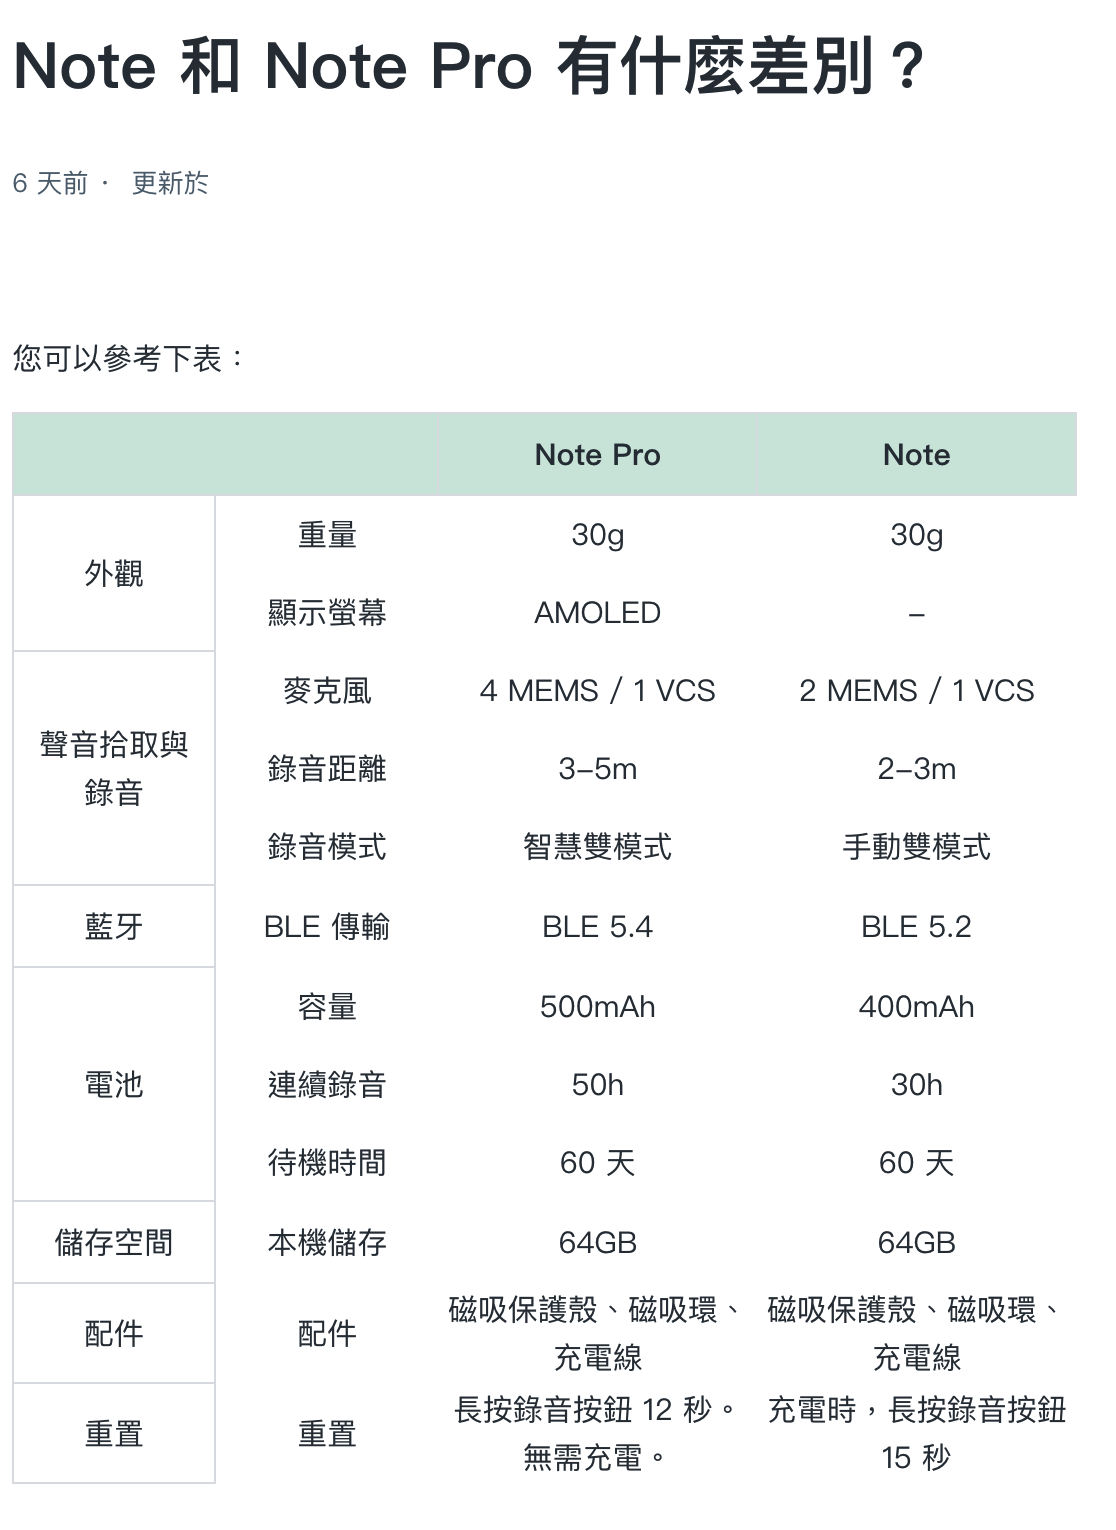 Note 和 Note Pro 有什麼差別？
6 天前 · 更新於
您可以參考下表：
Note Pro Note
外觀 重量 30g 30g
顯示螢幕 AMOLED –
聲音拾取與錄音 麥克風 4 MEMS / 1 VCS 2 MEMS / 1 VCS
錄音距離 3–5m 2–3m
錄音模式 智慧雙模式 手動雙模式
藍牙 BLE 傳輸 BLE 5.4 BLE 5.2
電池 容量 500mAh 400mAh
連續錄音 50h 30h
待機時間 60 天 60 天
儲存空間 本機儲存 64GB 64GB
配件 配件 磁吸保護殼、磁吸環、充電線 磁吸保護殼、磁吸環、充電線
重置 重置 長按錄音按鈕 12 秒。無需充電。 充電時，長按錄音按鈕 15 秒